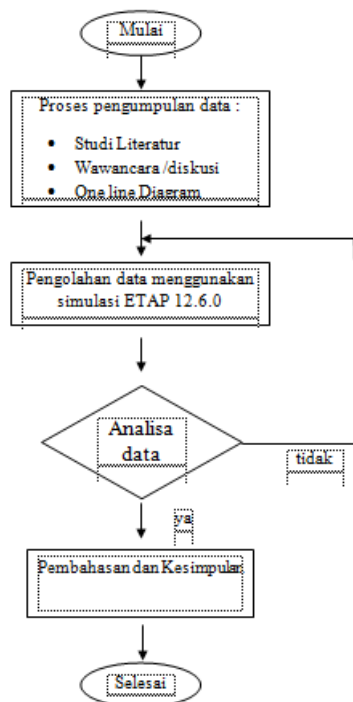 Mulai
Proses pengumpulan data :
• Studi Literatur
• Wawancara /diskusi
• One line Diagram
Pengolahan data menggunakan
simulasi ETAP 12.6.0
Analisa
data
tidak
ya
Pembahasan dan Kesimpulan
Selesai